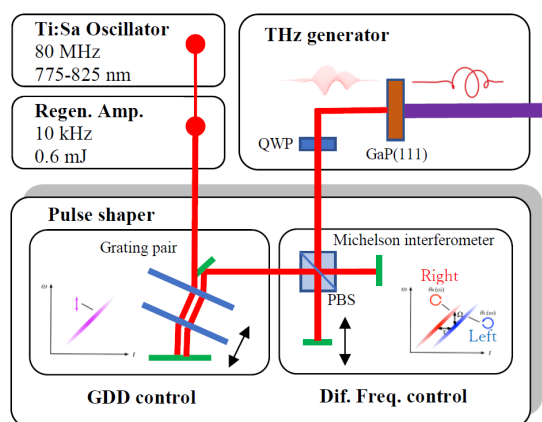 Ti:Sa Oscillator
80 MHz
775-825 nm
Regen. Amp.
10 kHz
0.6 mJ
THz generator
QWP
GaP(111)
Pulse shaper
Grating pair
ω
t
GDD control
Michelson interferometer
PBS
Right
Left
ω
Ω
τ
t
Dif. Freq. control